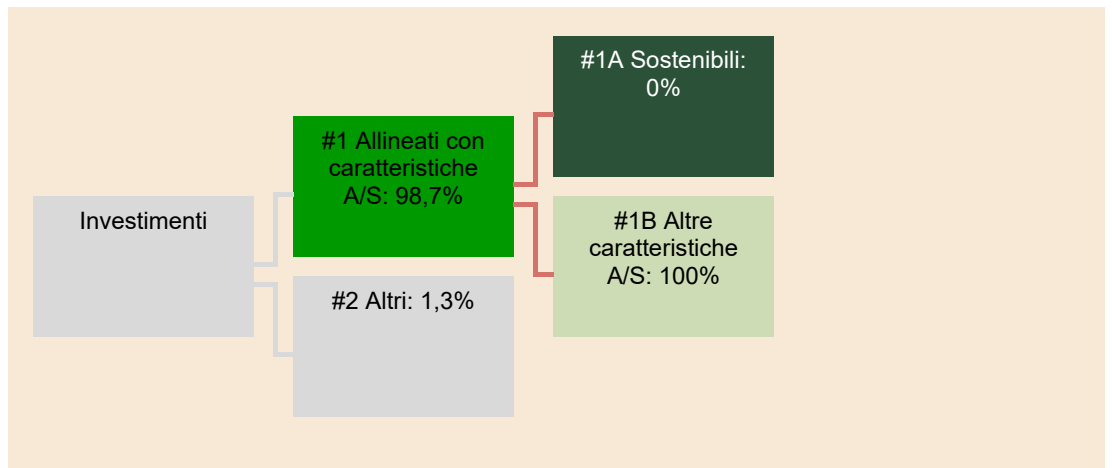 Investimenti
#1 Allineati con
caratteristiche
A/S: 98,7%
#2 Altri: 1,3%
#1A Sostenibili:
0%
#1B Altre
caratteristiche
A/S: 100%